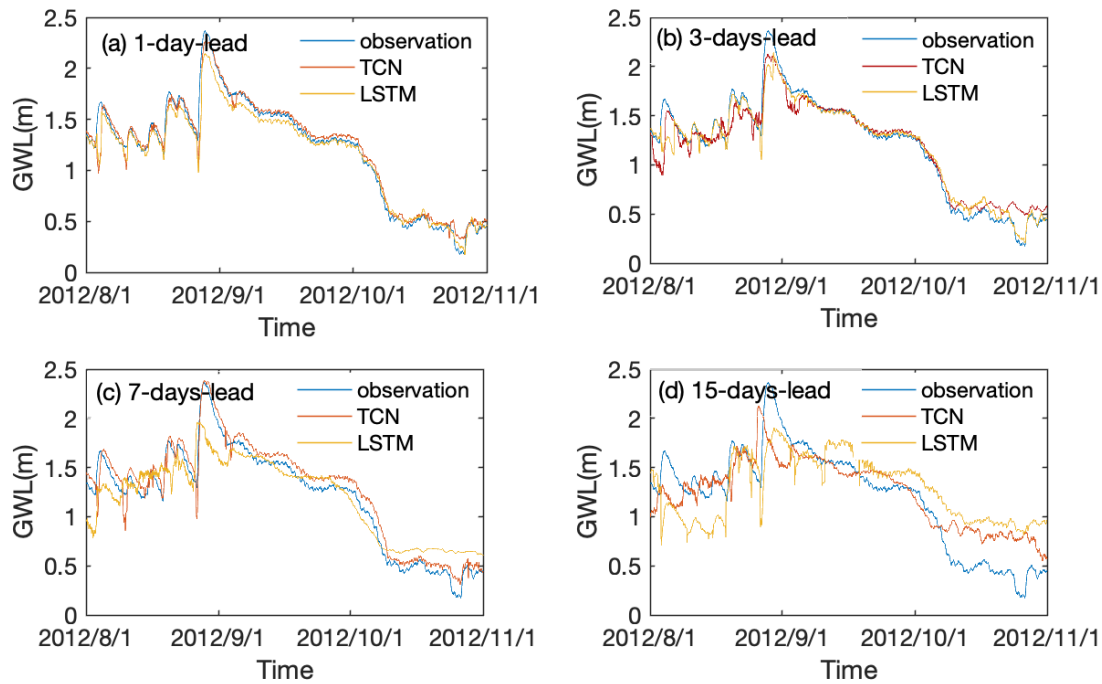 (a) 1-day-lead
observation
TCN
LSTM
2.5
2
1.5
1
0.5
0
GWL(m)
2012/8/1 2012/9/1 2012/10/1 2012/11/1
Time
(b) 3-days-lead
observation
TCN
LSTM
2.5
2
1.5
1
0.5
0
GWL(m)
2012/8/1 2012/9/1 2012/10/1 2012/11/1
Time
(c) 7-days-lead
observation
TCN
LSTM
2.5
2
1.5
1
0.5
0
GWL(m)
2012/8/1 2012/9/1 2012/10/1 2012/11/1
Time
(d) 15-days-lead
observation
TCN
LSTM
2.5
2
1.5
1
0.5
0
GWL(m)
2012/8/1 2012/9/1 2012/10/1 2012/11/1
Time